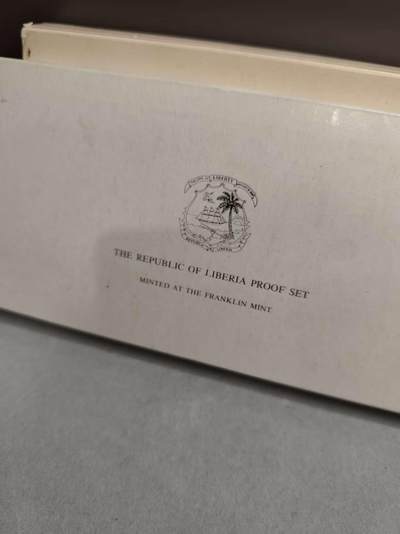 THE REPUBLIC OF LIBERIA PROOF SET
MINTED AT THE FRANKLIN MINT